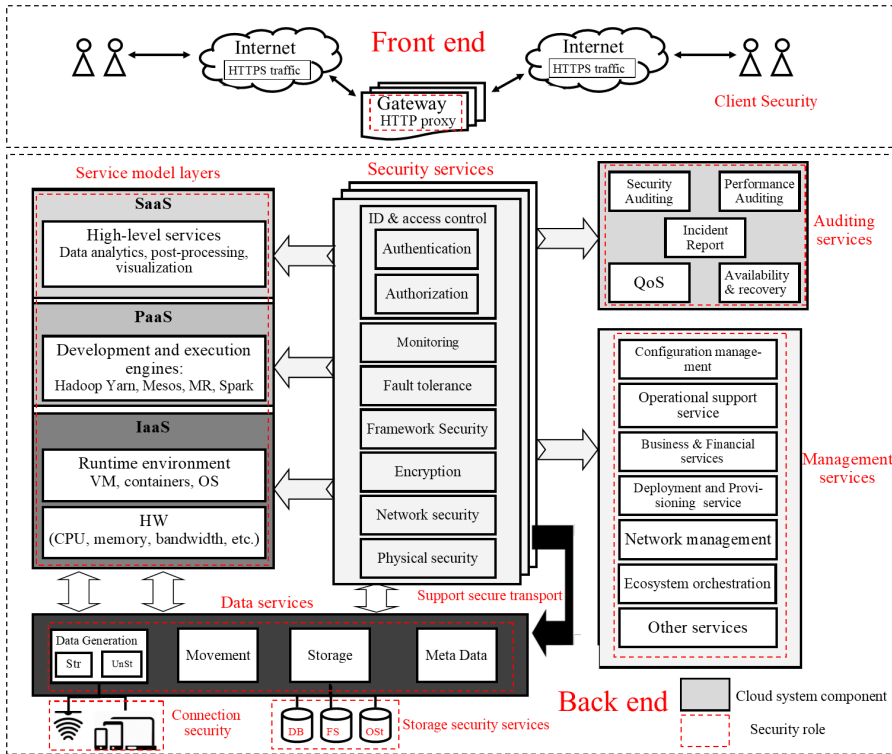 Front end
Internet
HTTPS traffic
Internet
HTTPS traffic
Gateway
HTTP proxy
Client Security
Service model layers
SaaS
High-level services
Data analytics, post-processing,
visualization
PaaS
Development and execution
engines:
Hadoop Yarn, Mesos, MR, Spark
IaaS
Runtime environment
VM, containers, OS
HW
(CPU, memory, bandwidth, etc.)
Security services
ID & access control
Authentication
Authorization
Monitoring
Fault tolerance
Framework Security
Encryption
Network security
Physical security
Security
Auditing
Performance
Auditing
Incident
Report
QoS
Availability
& recovery
Auditing
services
Configuration manage-
ment
Operational support
service
Business & Financial
services
Deployment and Provi-
sioning service
Network management
Ecosystem orchestration
Other services
Management
services
Data services
Support secure transport
Data Generation
Str
UnSt
Movement
Storage
Meta Data
Connection
security
DB
FS
OSt
Storage security services
Back end
Cloud system component
Security role